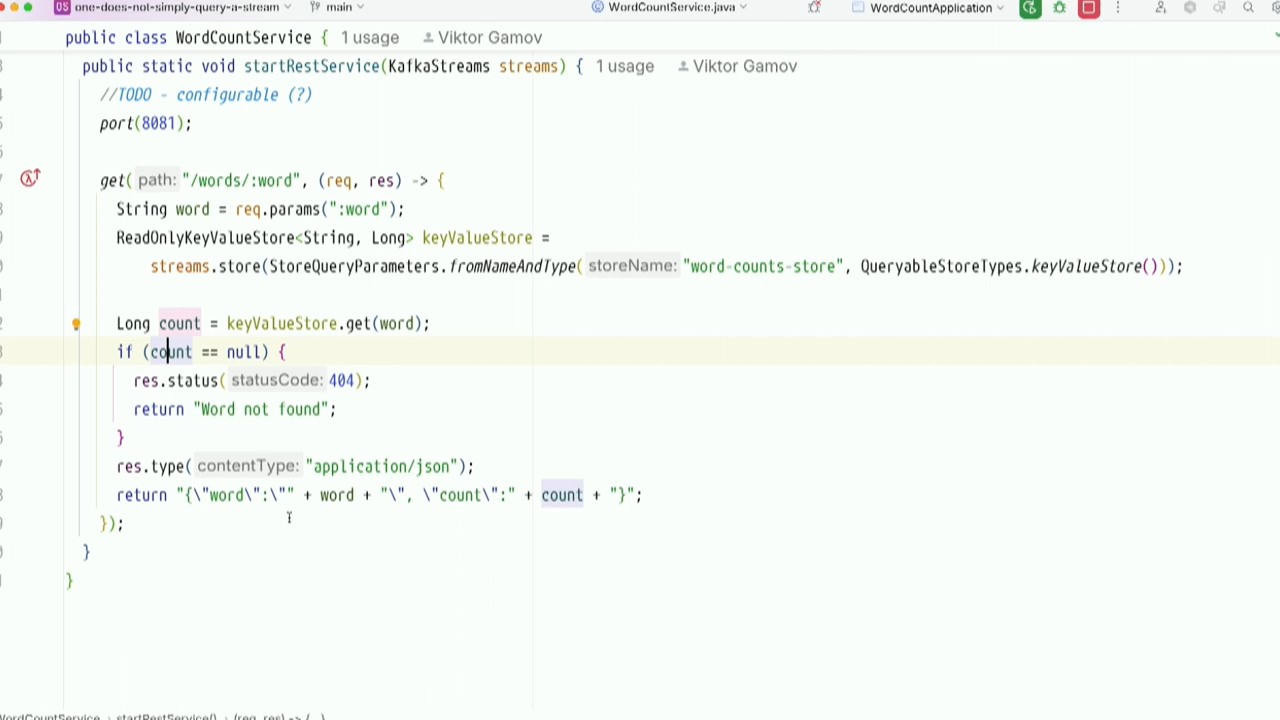 OS one-does-not-simply-query-a-stream main WordCountService.java WordCountApplication
public class WordCountService { 1 usage Viktor Gamov
public static void startRestService(KafkaStreams streams) { 1 usage Viktor Gamov
//TODO - configurable (?)
port(8081);
get( path: "/words/:word", (req, res) -> {
String word = req.params(":word");
ReadOnlyKeyValueStore<String, Long> keyValueStore =
streams.store(StoreQueryParameters.fromNameAndType( storeName: "word-counts-store", QueryableStoreTypes.keyValueStore()));
Long count = keyValueStore.get(word);
if (count == null) {
res.status( statusCode: 404);
return "Word not found";
}
res.type( contentType: "application/json");
return "{\"word\":\"" + word + "\", \"count\":" + count + "}";
});
}
}